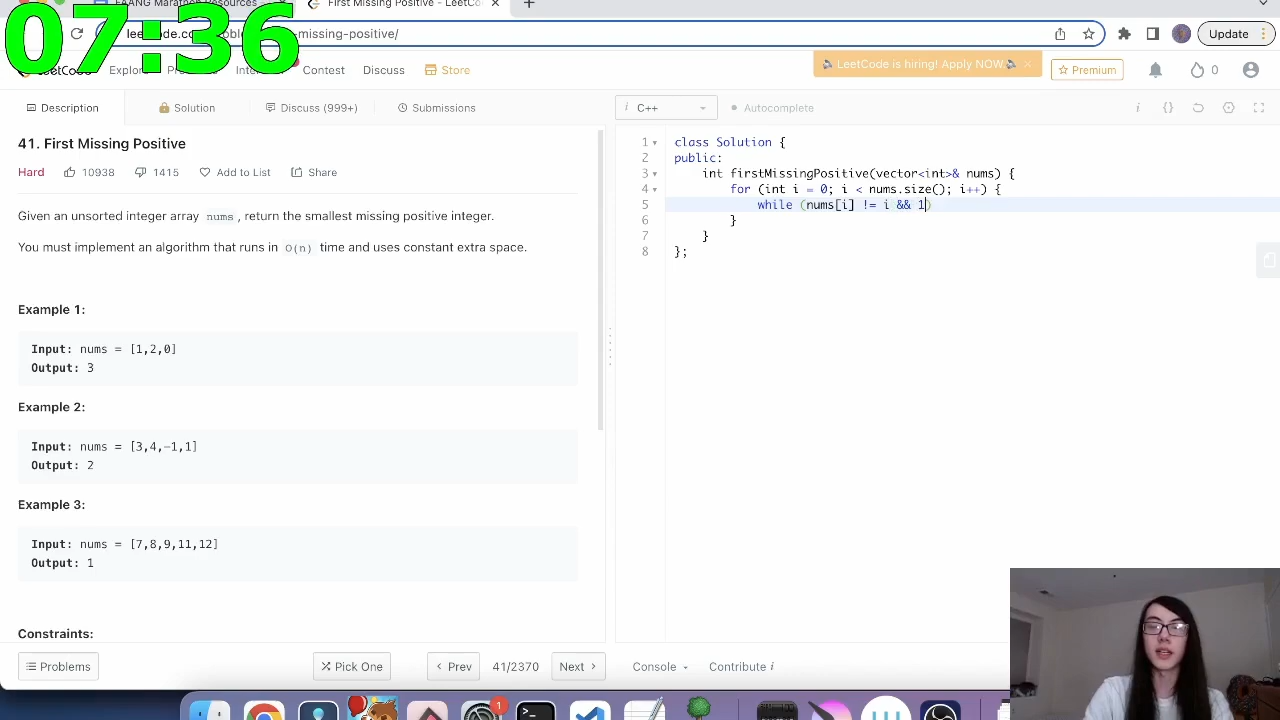 FAANG Marathon Resources
First Missing Positive - LeetCo
07:36
-missing-positive/
Update
LeetCode is hiring! Apply NOW.
Explor
Contest
Discuss
Store
Premium
0
Description
Solution
Discuss (999+)
Submissions
i C++
Autocomplete
41. First Missing Positive
Hard
10938
1415
Add to List
Share
Given an unsorted integer array nums, return the smallest missing positive integer.
You must implement an algorithm that runs in O(n) time and uses constant extra space.
Example 1:
Input: nums = [1,2,0]
Output: 3
Example 2:
Input: nums = [3,4,-1,1]
Output: 2
Example 3:
Input: nums = [7,8,9,11,12]
Output: 1
Constraints:
1 class Solution {
2 public:
3 int firstMissingPositive(vector<int>& nums) {
4 for (int i = 0; i < nums.size(); i++) {
5 while (nums[i] != i && 1)
6 }
7 }
8 };
Problems
Pick One
Prev
41/2370
Next
Console
Contribute i
1